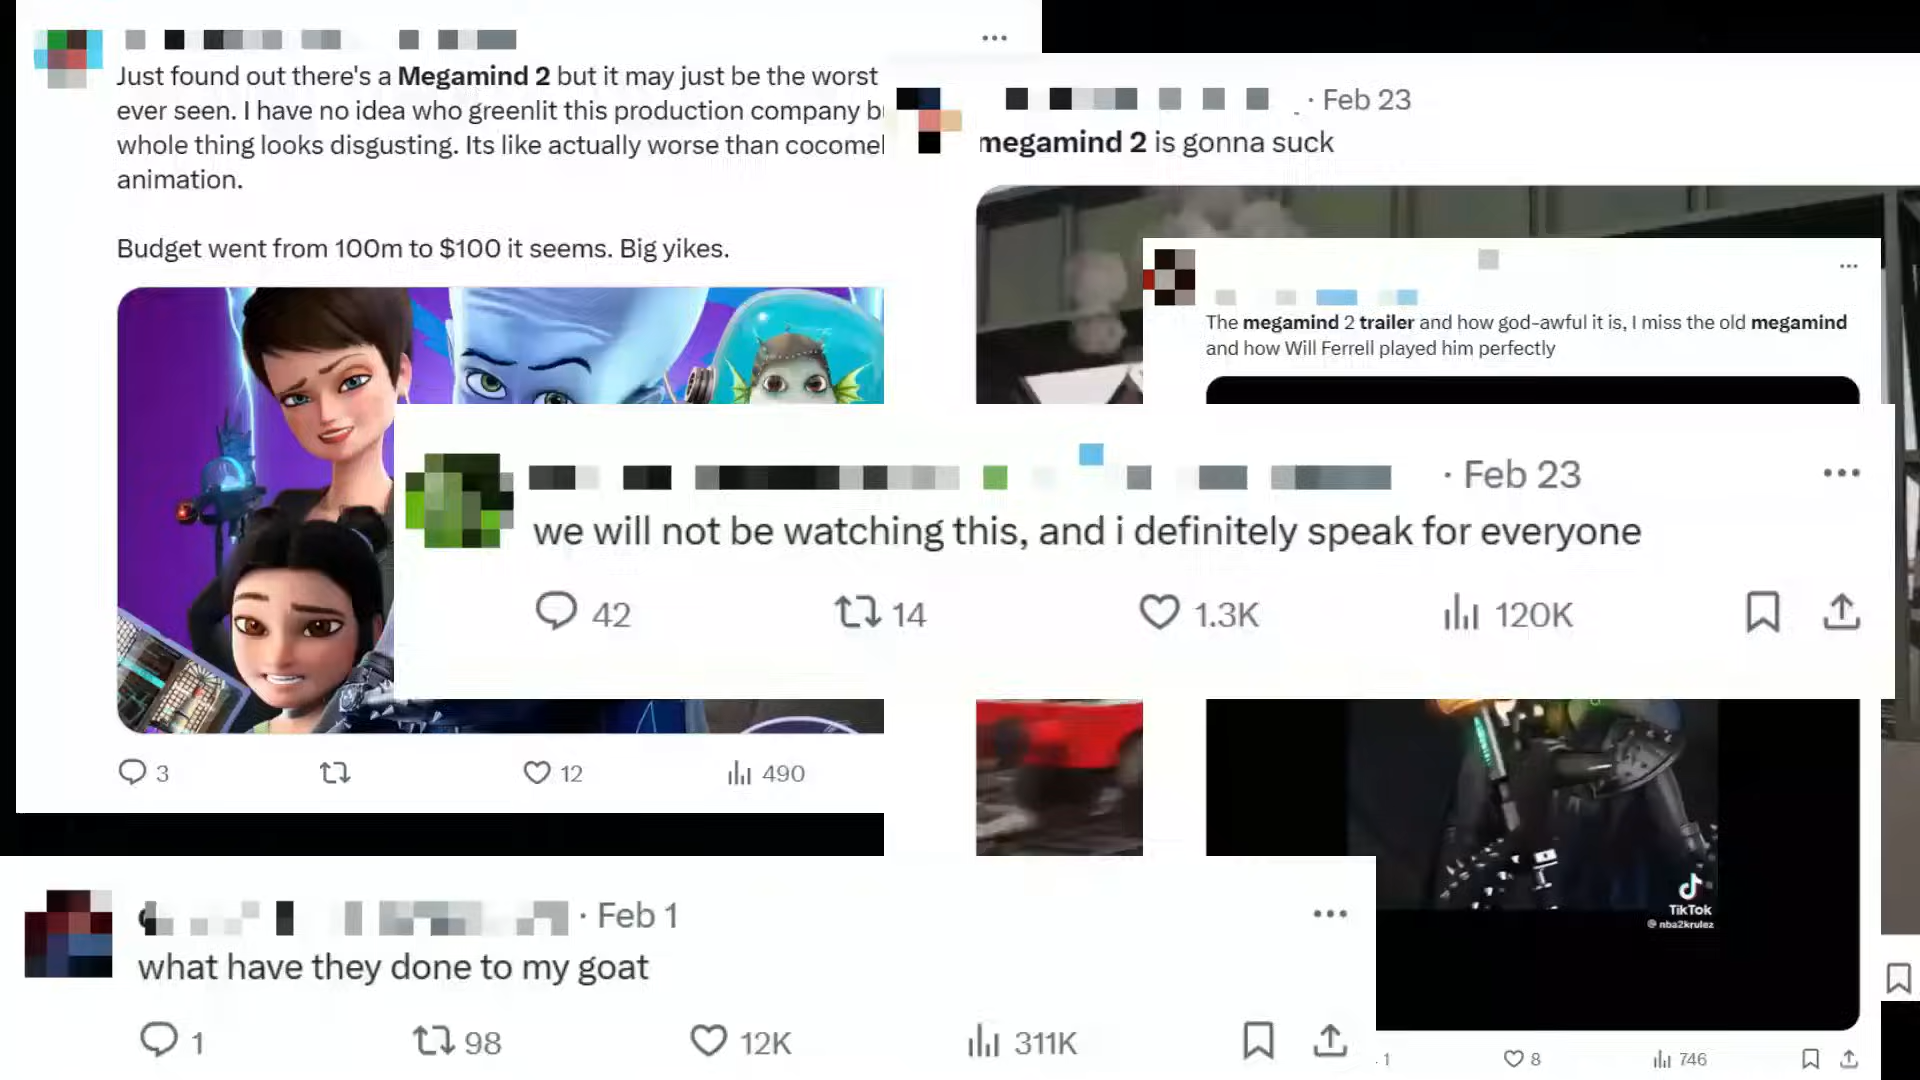 Just found out there's a Megamind 2 but it may just be the worst
ever seen. I have no idea who greenlit this production company
whole thing looks disgusting. Its like actually worse than
animation.
Budget went from 100m to $100 it seems. Big yikes.
3
12
490
· Feb 23
megamind 2 is gonna suck
The megamind 2 trailer and how god-awful it is, I miss the old megamind
and how Will Ferrell played him perfectly
· Feb 23
we will not be watching this, and i definitely speak for everyone
42 14 1.3K 120K
TikTok
@nba2krulez
1 8 746
· Feb 1
what have they done to my goat
1 98 12K 311K